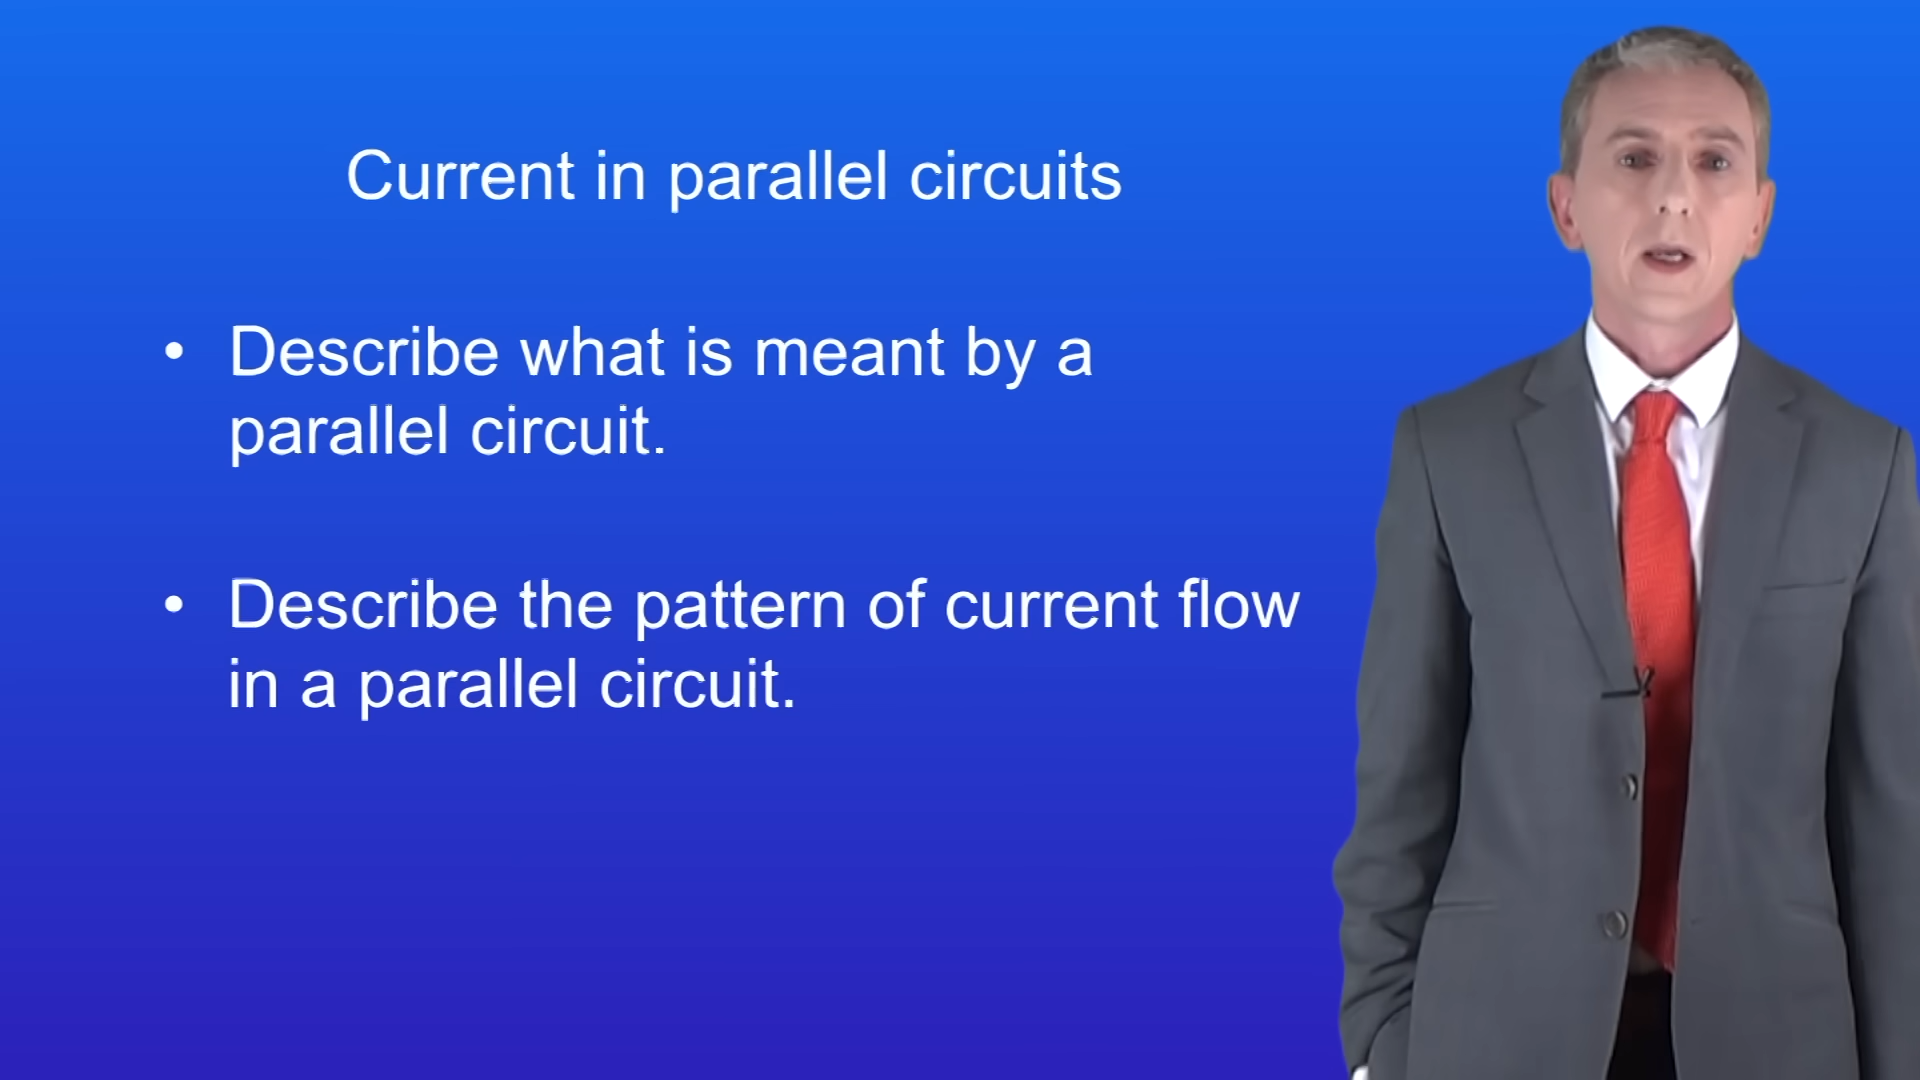 Current in parallel circuits
• Describe what is meant by a
parallel circuit.
• Describe the pattern of current flow
in a parallel circuit.